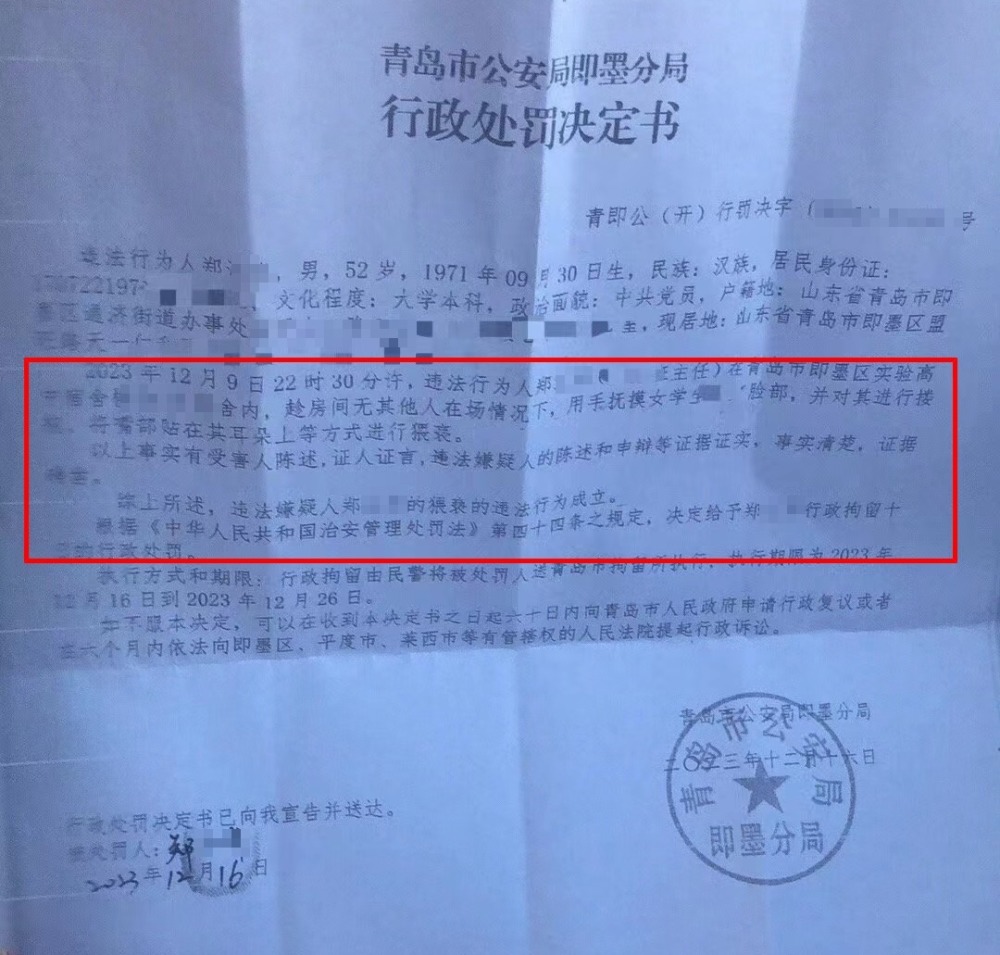 青岛市公安局即墨分局
行政处罚决定书
青即公（开）行罚决字（ 号
违法行为人郑 ，男，52岁，1971年09月30日生，民族：汉族，居民身份证：
，文化程度：大学本科，政治面貌：中共党员，户籍地：山东省青岛市即
墨区通济街道办事处 ，现居地：山东省青岛市即墨区
2023年12月9日22时30分许，违法行为人郑 班主任）在青岛市即墨区实验高
舍内，趁房间无其他人在场情况下，用手抚摸女学生 脸部，并对其进行搂
将嘴部贴在其耳朵上等方式进行猥亵。
以上事实有受害人陈述，证人证言，违法嫌疑人的陈述和申辩等证据证实，事实清楚，证据
综上所述，违法嫌疑人郑 的猥亵的违法行为成立。
根据《中华人民共和国治安管理处罚法》第四十四条之规定，决定给予郑 行政拘留十
日的行政处罚。
执行方式和期限：行政拘留由民警将被处罚人送青岛市拘留所执行，执行期限为2023年
12月16日到2023年12月26日。
如不服本决定，可以在收到本决定书之日起六十日内向青岛市人民政府申请行政复议或者
在六个月内依法向即墨区、平度市、莱西市等有管辖权的人民法院提起行政诉讼。
青岛市公安局即墨分局
二〇二三年十二月十六日
青岛市公安局
即墨分局
行政处罚决定书已向我宣告并送达。
被处罚人：郑
2023年12月16日